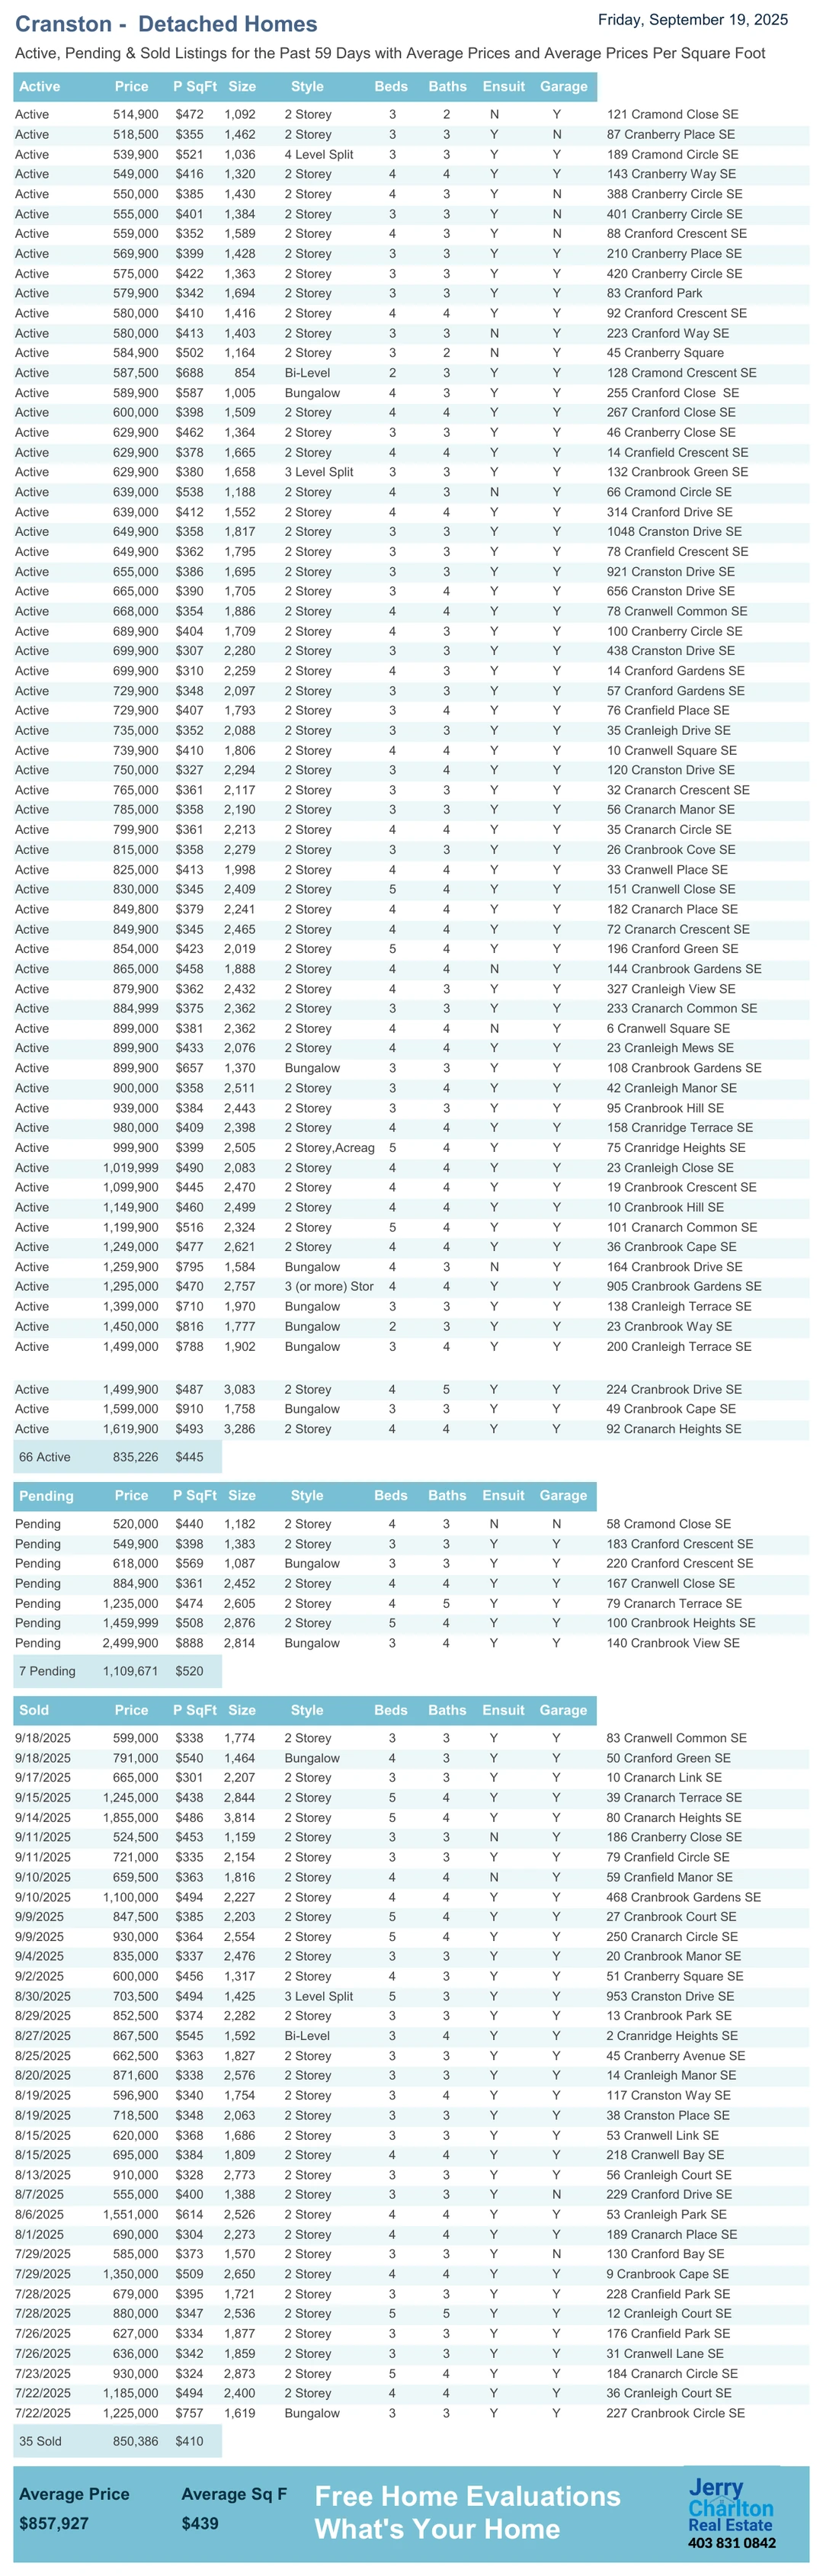 Cranston - Detached Homes
Friday, September 19, 2025
Active, Pending & Sold Listings for the Past 59 Days with Average Prices and Average Prices Per Square Foot
Active Price P SqFt Size Style Beds Baths Ensuit Garage
Active 514,900 $472 1,092 2 Storey 3 2 N Y 121 Cramond Close SE
Active 518,500 $355 1,462 2 Storey 3 3 Y N 87 Cranberry Place SE
Active 539,900 $521 1,036 4 Level Split 3 3 Y Y 189 Cramond Circle SE
Active 549,000 $416 1,320 2 Storey 4 4 Y Y 143 Cranberry Way SE
Active 550,000 $385 1,430 2 Storey 4 3 Y N 388 Cranberry Circle SE
Active 555,000 $401 1,384 2 Storey 3 3 Y N 401 Cranberry Circle SE
Active 559,000 $352 1,589 2 Storey 4 3 Y N 88 Cranford Crescent SE
Active 569,900 $399 1,428 2 Storey 3 3 Y Y 210 Cranberry Place SE
Active 575,000 $422 1,363 2 Storey 3 3 Y Y 420 Cranberry Circle SE
Active 579,900 $342 1,694 2 Storey 3 3 Y Y 83 Cranford Park
Active 580,000 $410 1,416 2 Storey 4 4 Y Y 92 Cranford Crescent SE
Active 580,000 $413 1,403 2 Storey 3 3 N Y 223 Cranford Way SE
Active 584,900 $502 1,164 2 Storey 3 2 N Y 45 Cranberry Square
Active 587,500 $688 854 Bi-Level 2 3 Y Y 128 Cramond Crescent SE
Active 589,900 $587 1,005 Bungalow 4 3 Y Y 255 Cranford Close SE
Active 600,000 $398 1,509 2 Storey 4 4 Y Y 267 Cranford Close SE
Active 629,900 $462 1,364 2 Storey 3 3 Y Y 46 Cranberry Close SE
Active 629,900 $378 1,665 2 Storey 4 4 Y Y 14 Cranfield Crescent SE
Active 629,900 $380 1,658 3 Level Split 3 3 Y Y 132 Cranbrook Green SE
Active 639,000 $538 1,188 2 Storey 4 3 N Y 66 Cramond Circle SE
Active 639,000 $412 1,552 2 Storey 4 4 Y Y 314 Cranford Drive SE
Active 649,900 $358 1,817 2 Storey 3 3 Y Y 1048 Cranston Drive SE
Active 649,900 $362 1,795 2 Storey 3 3 Y Y 78 Cranfield Crescent SE
Active 655,000 $386 1,695 2 Storey 3 3 Y Y 921 Cranston Drive SE
Active 665,000 $390 1,705 2 Storey 3 4 Y Y 656 Cranston Drive SE
Active 668,000 $354 1,886 2 Storey 4 4 Y Y 78 Cranwell Common SE
Active 689,900 $404 1,709 2 Storey 4 3 Y Y 100 Cranberry Circle SE
Active 699,900 $307 2,280 2 Storey 3 3 Y Y 438 Cranston Drive SE
Active 699,900 $310 2,259 2 Storey 4 3 Y Y 14 Cranford Gardens SE
Active 729,900 $348 2,097 2 Storey 3 3 Y Y 57 Cranford Gardens SE
Active 729,900 $407 1,793 2 Storey 3 4 Y Y 76 Cranfield Place SE
Active 735,000 $352 2,088 2 Storey 3 3 Y Y 35 Cranleigh Drive SE
Active 739,900 $410 1,806 2 Storey 4 4 Y Y 10 Cranwell Square SE
Active 750,000 $327 2,294 2 Storey 3 4 Y Y 120 Cranston Drive SE
Active 765,000 $361 2,117 2 Storey 3 3 Y Y 32 Cranarch Crescent SE
Active 785,000 $358 2,190 2 Storey 3 3 Y Y 56 Cranarch Manor SE
Active 799,900 $361 2,213 2 Storey 4 4 Y Y 35 Cranarch Circle SE
Active 815,000 $358 2,279 2 Storey 3 3 Y Y 26 Cranbrook Cove SE
Active 825,000 $413 1,998 2 Storey 4 4 Y Y 33 Cranwell Place SE
Active 830,000 $345 2,409 2 Storey 5 4 Y Y 151 Cranwell Close SE
Active 849,800 $379 2,241 2 Storey 4 4 Y Y 182 Cranarch Place SE
Active 849,900 $345 2,465 2 Storey 4 4 Y Y 72 Cranarch Crescent SE
Active 854,000 $423 2,019 2 Storey 5 4 Y Y 196 Cranford Green SE
Active 865,000 $458 1,888 2 Storey 4 4 N Y 144 Cranbrook Gardens SE
Active 879,900 $362 2,432 2 Storey 4 3 Y Y 327 Cranleigh View SE
Active 884,999 $375 2,362 2 Storey 3 3 Y Y 233 Cranarch Common SE
Active 899,000 $381 2,362 2 Storey 4 4 N Y 6 Cranwell Square SE
Active 899,900 $433 2,076 2 Storey 4 4 Y Y 23 Cranleigh Mews SE
Active 899,900 $657 1,370 Bungalow 3 3 Y Y 108 Cranbrook Gardens SE
Active 900,000 $358 2,511 2 Storey 3 4 Y Y 42 Cranleigh Manor SE
Active 939,000 $384 2,443 2 Storey 3 3 Y Y 95 Cranbrook Hill SE
Active 980,000 $409 2,398 2 Storey 4 4 Y Y 158 Cranridge Terrace SE
Active 999,900 $399 2,505 2 Storey,Acreag 5 4 Y Y 75 Cranridge Heights SE
Active 1,019,999 $490 2,083 2 Storey 4 4 Y Y 23 Cranleigh Close SE
Active 1,099,900 $445 2,470 2 Storey 4 4 Y Y 19 Cranbrook Crescent SE
Active 1,149,900 $460 2,499 2 Storey 4 4 Y Y 10 Cranbrook Hill SE
Active 1,199,900 $516 2,324 2 Storey 5 4 Y Y 101 Cranarch Common SE
Active 1,249,000 $477 2,621 2 Storey 4 4 Y Y 36 Cranbrook Cape SE
Active 1,259,900 $795 1,584 Bungalow 4 3 N Y 164 Cranbrook Drive SE
Active 1,295,000 $470 2,757 3 (or more) Stor 4 4 Y Y 905 Cranbrook Gardens SE
Active 1,399,000 $710 1,970 Bungalow 3 3 Y Y 138 Cranleigh Terrace SE
Active 1,450,000 $816 1,777 Bungalow 2 3 Y Y 23 Cranbrook Way SE
Active 1,499,000 $788 1,902 Bungalow 3 4 Y Y 200 Cranleigh Terrace SE
Active 1,499,900 $487 3,083 2 Storey 4 5 Y Y 224 Cranbrook Drive SE
Active 1,599,000 $910 1,758 Bungalow 3 3 Y Y 49 Cranbrook Cape SE
Active 1,619,900 $493 3,286 2 Storey 4 4 Y Y 92 Cranarch Heights SE
66 Active 835,226 $445
Pending Price P SqFt Size Style Beds Baths Ensuit Garage
Pending 520,000 $440 1,182 2 Storey 4 3 N N 58 Cramond Close SE
Pending 549,900 $398 1,383 2 Storey 3 3 Y Y 183 Cranford Crescent SE
Pending 618,000 $569 1,087 Bungalow 3 3 Y Y 220 Cranford Crescent SE
Pending 884,900 $361 2,452 2 Storey 4 4 Y Y 167 Cranwell Close SE
Pending 1,235,000 $474 2,605 2 Storey 4 5 Y Y 79 Cranarch Terrace SE
Pending 1,459,999 $508 2,876 2 Storey 5 4 Y Y 100 Cranbrook Heights SE
Pending 2,499,900 $888 2,814 Bungalow 3 4 Y Y 140 Cranbrook View SE
7 Pending 1,109,671 $520
Sold Price P SqFt Size Style Beds Baths Ensuit Garage
9/18/2025 599,000 $338 1,774 2 Storey 3 3 Y Y 83 Cranwell Common SE
9/18/2025 791,000 $540 1,464 Bungalow 4 3 Y Y 50 Cranford Green SE
9/17/2025 665,000 $301 2,207 2 Storey 3 3 Y Y 10 Cranarch Link SE
9/15/2025 1,245,000 $438 2,844 2 Storey 5 4 Y Y 39 Cranarch Terrace SE
9/14/2025 1,855,000 $486 3,814 2 Storey 5 4 Y Y 80 Cranarch Heights SE
9/11/2025 524,500 $453 1,159 2 Storey 3 3 N Y 186 Cranberry Close SE
9/11/2025 721,000 $335 2,154 2 Storey 3 3 Y Y 79 Cranfield Circle SE
9/10/2025 659,500 $363 1,816 2 Storey 4 4 N Y 59 Cranfield Manor SE
9/10/2025 1,100,000 $494 2,227 2 Storey 4 4 Y Y 468 Cranbrook Gardens SE
9/9/2025 847,500 $385 2,203 2 Storey 5 4 Y Y 27 Cranbrook Court SE
9/9/2025 930,000 $364 2,554 2 Storey 5 4 Y Y 250 Cranarch Circle SE
9/4/2025 835,000 $337 2,476 2 Storey 3 3 Y Y 20 Cranbrook Manor SE
9/2/2025 600,000 $456 1,317 2 Storey 4 3 Y Y 51 Cranberry Square SE
8/30/2025 703,500 $494 1,425 3 Level Split 5 3 Y Y 953 Cranston Drive SE
8/29/2025 852,500 $374 2,282 2 Storey 3 3 Y Y 13 Cranbrook Park SE
8/27/2025 867,500 $545 1,592 Bi-Level 3 4 Y Y 2 Cranridge Heights SE
8/25/2025 662,500 $363 1,827 2 Storey 3 3 Y Y 45 Cranberry Avenue SE
8/20/2025 871,600 $338 2,576 2 Storey 3 3 Y Y 14 Cranleigh Manor SE
8/19/2025 596,900 $340 1,754 2 Storey 3 4 Y Y 117 Cranston Way SE
8/19/2025 718,500 $348 2,063 2 Storey 3 3 Y Y 38 Cranston Place SE
8/15/2025 620,000 $368 1,686 2 Storey 3 3 Y Y 53 Cranwell Link SE
8/15/2025 695,000 $384 1,809 2 Storey 4 4 Y Y 218 Cranwell Bay SE
8/13/2025 910,000 $328 2,773 2 Storey 3 3 Y Y 56 Cranleigh Court SE
8/7/2025 555,000 $400 1,388 2 Storey 3 3 Y N 229 Cranford Drive SE
8/6/2025 1,551,000 $614 2,526 2 Storey 4 4 Y Y 53 Cranleigh Park SE
8/1/2025 690,000 $304 2,273 2 Storey 4 4 Y Y 189 Cranarch Place SE
7/29/2025 585,000 $373 1,570 2 Storey 3 3 Y N 130 Cranford Bay SE
7/29/2025 1,350,000 $509 2,650 2 Storey 4 4 Y Y 9 Cranbrook Cape SE
7/28/2025 679,000 $395 1,721 2 Storey 3 3 Y Y 228 Cranfield Park SE
7/28/2025 880,000 $347 2,536 2 Storey 5 5 Y Y 12 Cranleigh Court SE
7/26/2025 627,000 $334 1,877 2 Storey 3 3 Y Y 176 Cranfield Park SE
7/26/2025 636,000 $342 1,859 2 Storey 3 3 Y Y 31 Cranwell Lane SE
7/23/2025 930,000 $324 2,873 2 Storey 5 4 Y Y 184 Cranarch Circle SE
7/22/2025 1,185,000 $494 2,400 2 Storey 4 4 Y Y 36 Cranleigh Court SE
7/22/2025 1,225,000 $757 1,619 Bungalow 3 3 Y Y 227 Cranbrook Circle SE
35 Sold 850,386 $410
Average Price Average Sq F
$857,927 $439
Free Home Evaluations
What's Your Home
Jerry
Charlton
Real Estate
403 831 0842